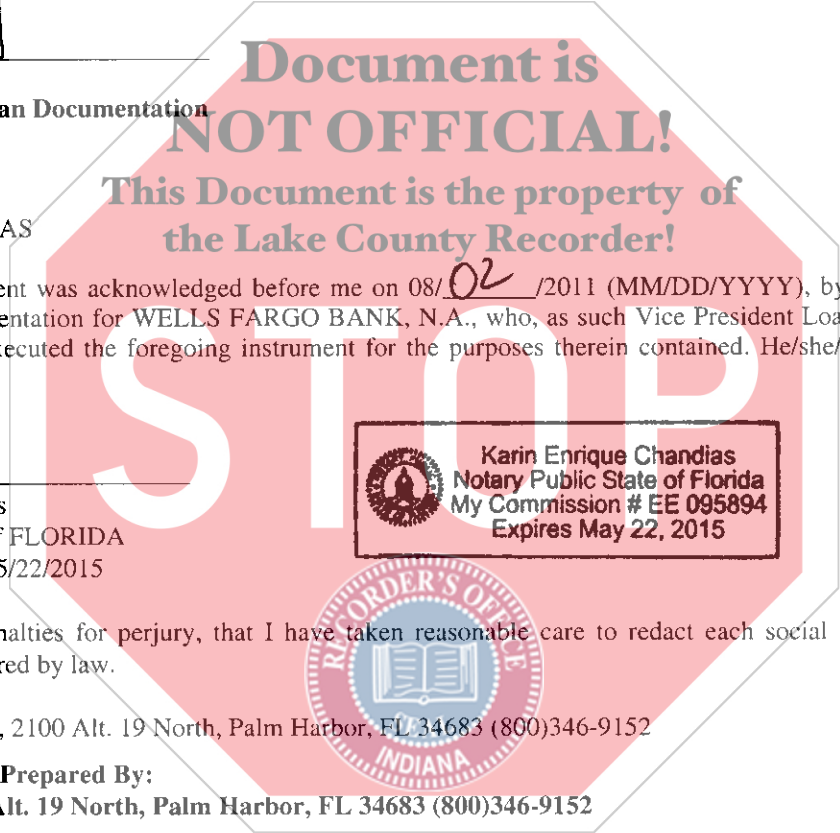 Document is
an Documentation
NOT OFFICIAL!
This Document is the property of
AS
the Lake County Recorder!
ent was acknowledged before me on 08/ 02 /2011 (MM/DD/YYYY), by
entation for WELLS FARGO BANK, N.A., who, as such Vice President Loa
xecuted the foregoing instrument for the purposes therein contained. He/she/
STOP
Karin Enrique Chandias
Notary Public State of Florida
My Commission # EE 095894
Expires May 22, 2015
s
FLORIDA
5/22/2015
RECORDER'S OFFICE
nalties for perjury, that I have taken reasonable care to redact each social
red by law.
, 2100 Alt. 19 North, Palm Harbor, FL 34683 (800)346-9152
INDIANA
Prepared By:
Alt. 19 North, Palm Harbor, FL 34683 (800)346-9152